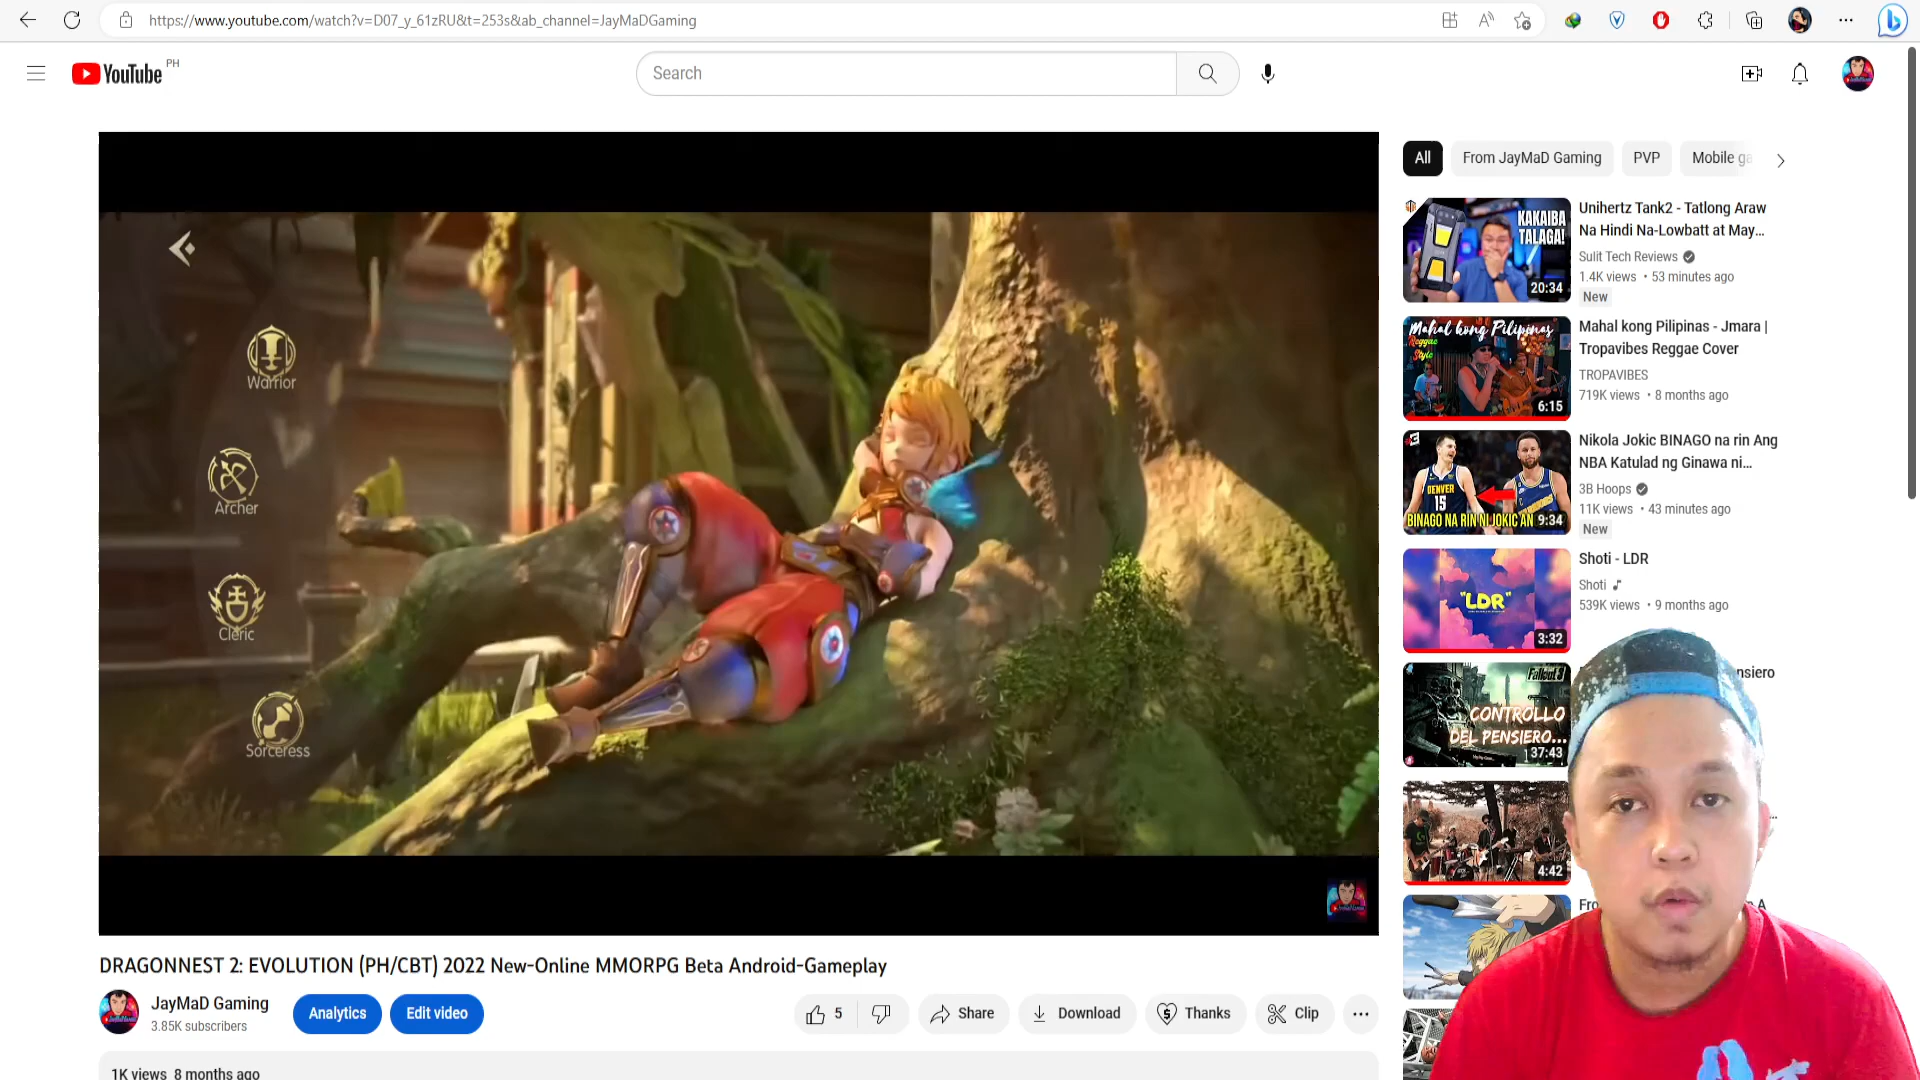 https://www.youtube.com/watch?v=D07_y_61zRU&t=253s&ab_channel=JayMaDGaming
YouTube PH
Search
Warrior
Archer
Cleric
Sorceress
DRAGONNEST 2: EVOLUTION (PH/CBT) 2022 New-Online MMORPG Beta Android-Gameplay
JayMaD Gaming
3.85K subscribers
Analytics
Edit video
5
Share
Download
Thanks
Clip
1K views 8 months ago
All
From JayMaD Gaming
PVP
Mobile ga
KAKAIBA
TALAGA!
20:34
Unihertz Tank2 - Tatlong Araw
Na Hindi Na-Lowbatt at May...
Sulit Tech Reviews
1.4K views • 53 minutes ago
New
Mahal kong Pilipinas
Reggae
Style
6:15
Mahal kong Pilipinas - Jmara |
Tropavibes Reggae Cover
TROPAVIBES
719K views • 8 months ago
DENVER
15
BINAGO NA RIN NI JOKIC AN
9:34
Nikola Jokic BINAGO na rin Ang
NBA Katulad ng Ginawa ni...
3B Hoops
11K views • 43 minutes ago
New
"LDR"
3:32
Shoti - LDR
Shoti
539K views • 9 months ago
Fallout 3
CONTROLLO
DEL PENSIERO...
37:43
nsiero
4:42